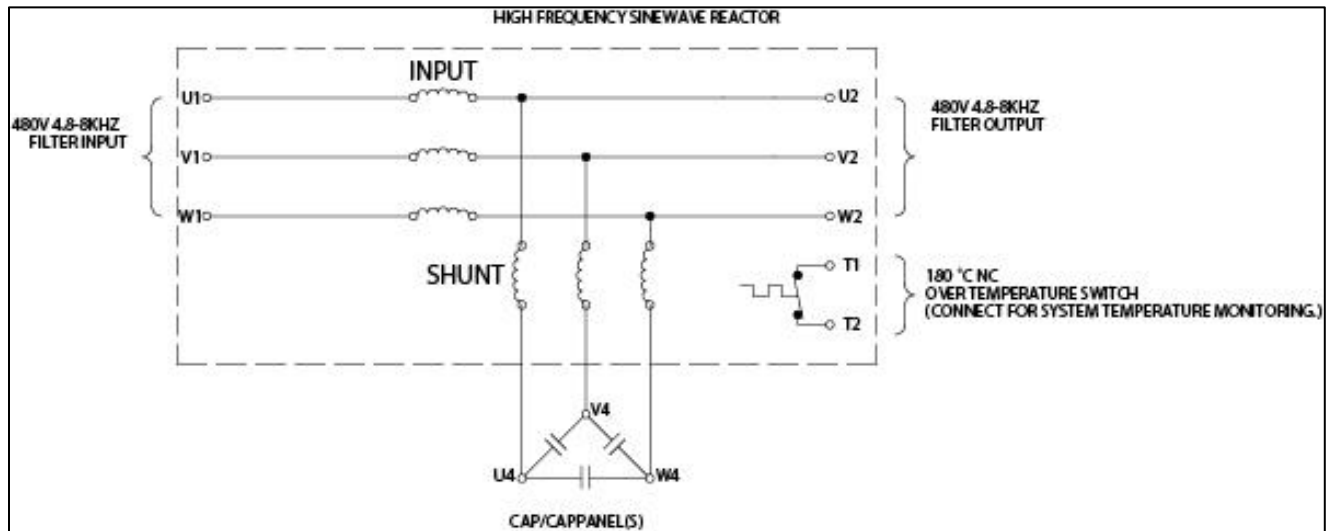 HIGH FREQUENCY SINEWAVE REACTOR
INPUT
U1
U2
480V 4.8-8KHZ
FILTER INPUT
480V 4.8-8KHZ
FILTER OUTPUT
V1
V2
W1
W2
SHUNT
T1
T2
180 °C NC
OVER TEMPERATURE SWITCH
(CONNECT FOR SYSTEM TEMPERATURE MONITORING.)
V4
U4
W4
CAP/CAPPANEL(S)